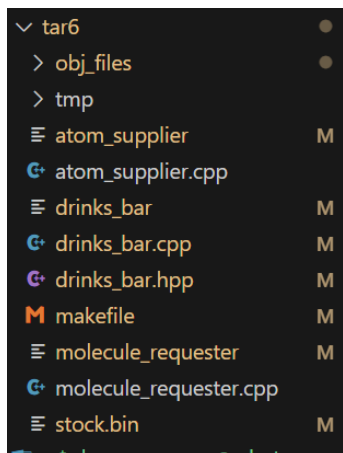 tar6
obj_files
tmp
atom_supplier M
atom_supplier.cpp
drinks_bar M
drinks_bar.cpp M
drinks_bar.hpp M
M makefile M
molecule_requester M
molecule_requester.cpp
stock.bin M